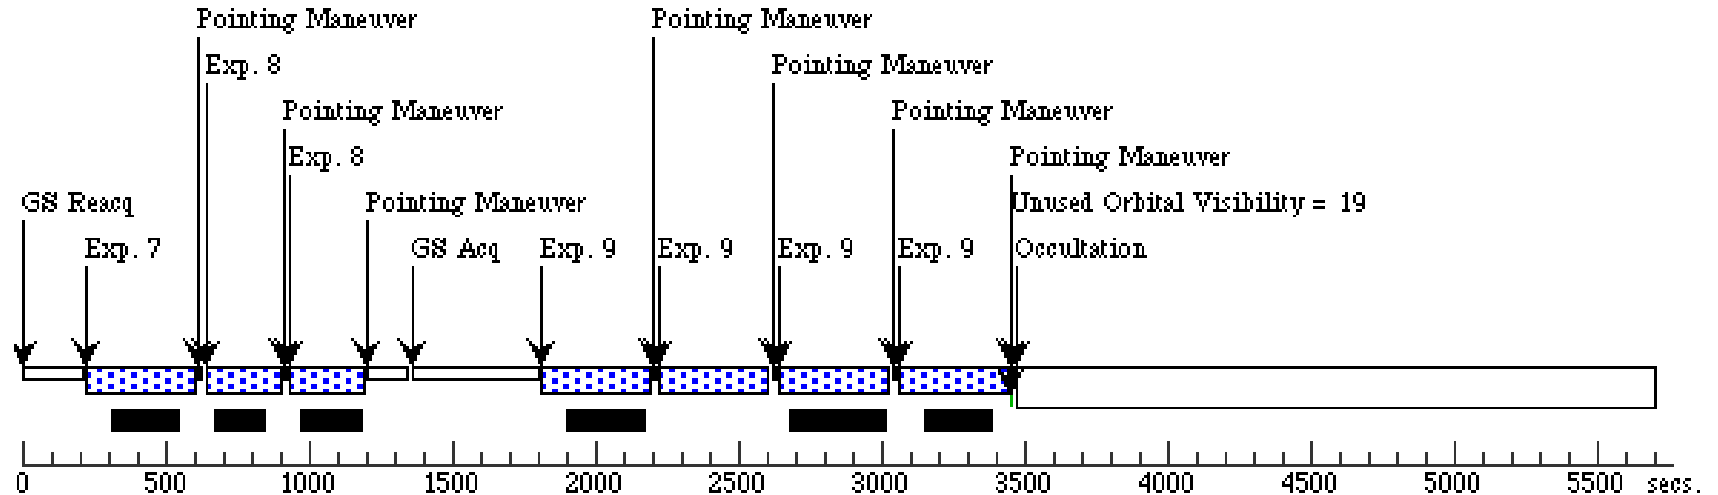 Pointing Maneuver Pointing Maneuver
Exp. 8 Pointing Maneuver
Pointing Maneuver Pointing Maneuver
Exp. 8 Pointing Maneuver
GS Reacq Pointing Maneuver Unused Orbital Visibility = 19
Exp. 7 GS Acq Exp. 9 Exp. 9 Exp. 9 Exp. 9 Occultation
0 500 1000 1500 2000 2500 3000 3500 4000 4500 5000 5500 secs.